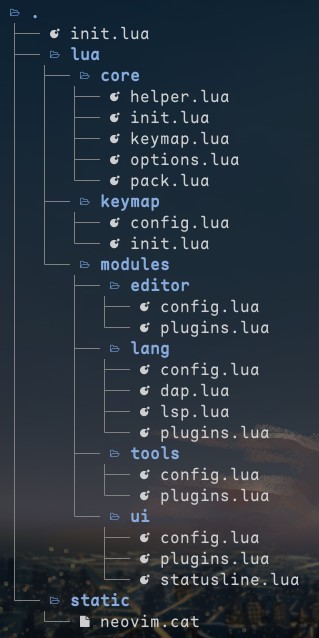 .
init.lua
lua
core
helper.lua
init.lua
keymap.lua
options.lua
pack.lua
keymap
config.lua
init.lua
modules
editor
config.lua
plugins.lua
lang
config.lua
dap.lua
lsp.lua
plugins.lua
tools
config.lua
plugins.lua
ui
config.lua
plugins.lua
statusline.lua
static
neovim.cat